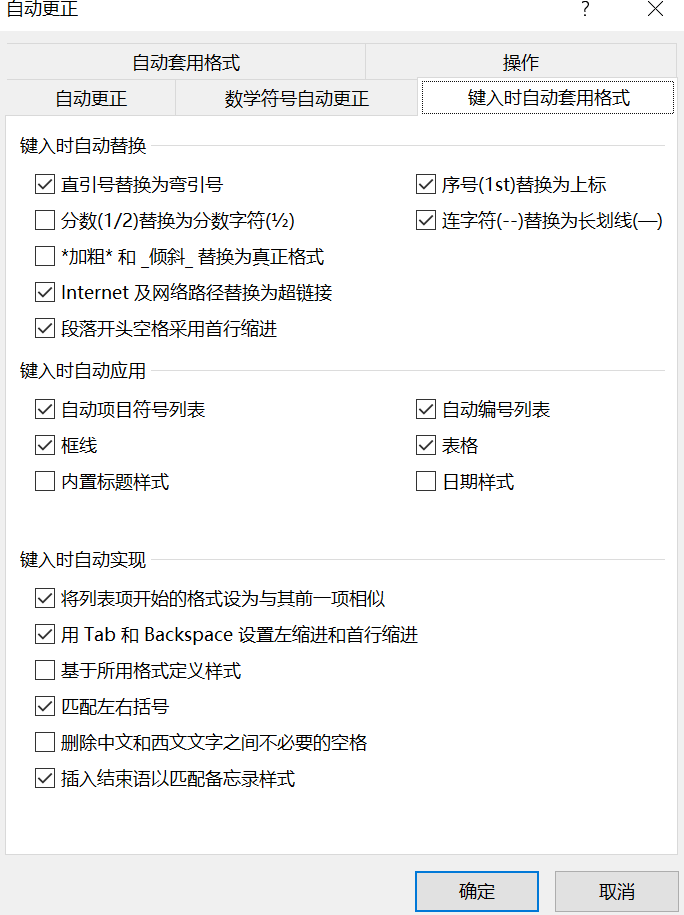 自动更正
?
自动套用格式
操作
自动更正
数学符号自动更正
键入时自动套用格式
键入时自动替换
直引号替换为弯引号
序号(1st)替换为上标
分数(1/2)替换为分数字符(½)
连字符(--)替换为长划线(—)
*加粗* 和 _倾斜_ 替换为真正格式
Internet 及网络路径替换为超链接
段落开头空格采用首行缩进
键入时自动应用
自动项目符号列表
自动编号列表
框线
表格
内置标题样式
日期样式
键入时自动实现
将列表项开始的格式设为与其前一项相似
用 Tab 和 Backspace 设置左缩进和首行缩进
基于所用格式定义样式
匹配左右括号
删除中文和西文文字之间不必要的空格
插入结束语以匹配备忘录样式
确定
取消